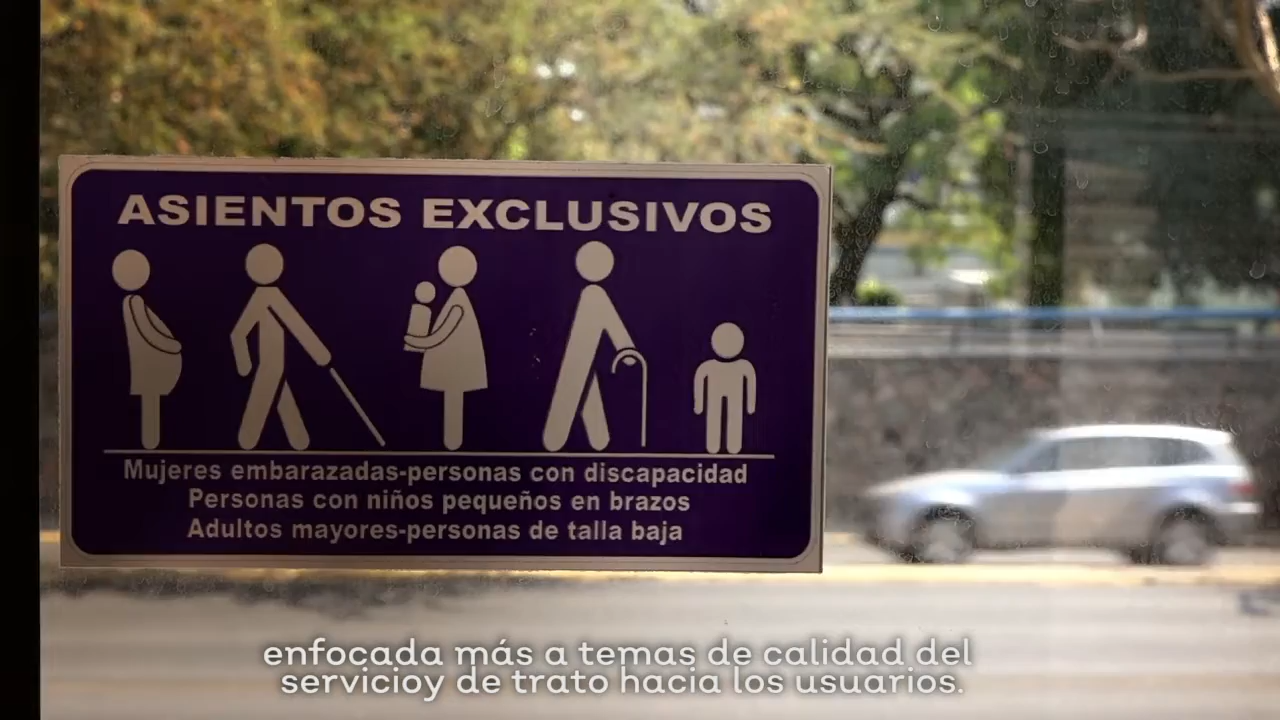 ASIENTOS EXCLUSIVOS
Mujeres embarazadas-personas con discapacidad
Personas con niños pequeños en brazos
Adultos mayores-personas de talla baja
enfocada más a temas de calidad del
servicioy de trato hacia los usuarios.